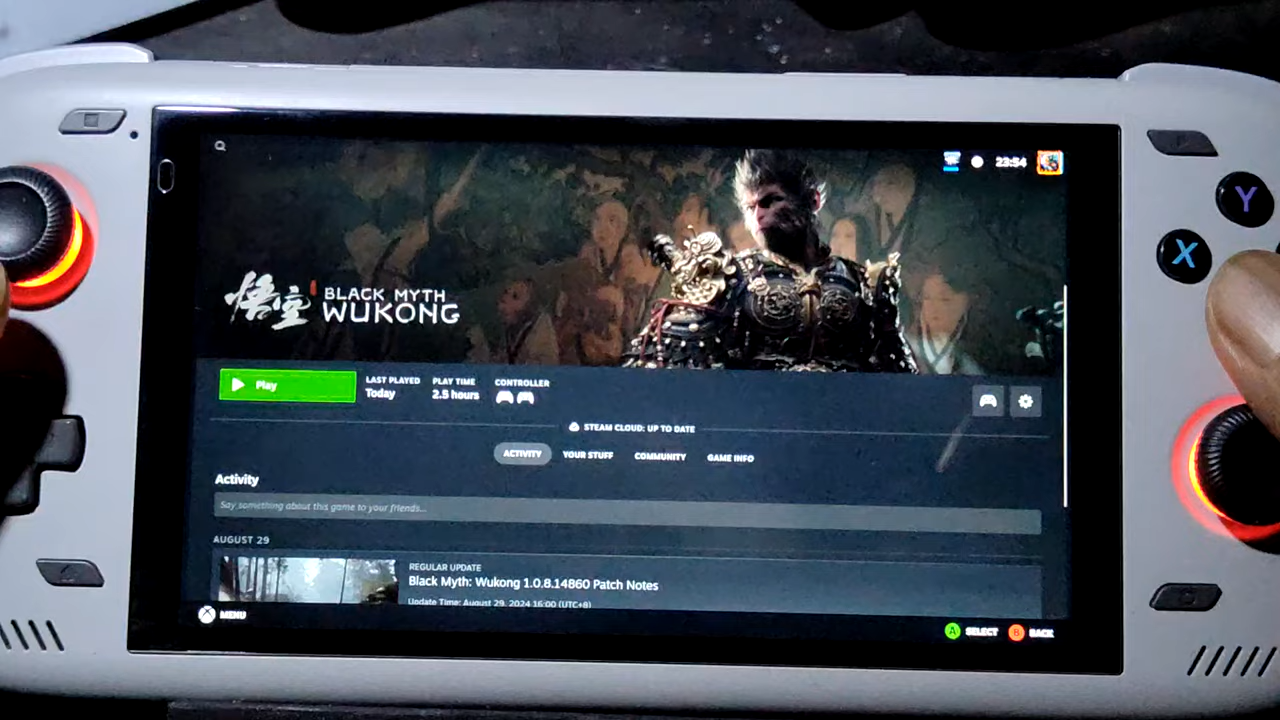 23:54
Y
X
悟空
BLACK MYTH
WUKONG
Play
LAST PLAYED
Today
PLAY TIME
2.5 hours
CONTROLLER
STEAM CLOUD: UP TO DATE
ACTIVITY
YOUR STUFF
COMMUNITY
GAME INFO
Activity
Say something about this game to your friends...
AUGUST 29
REGULAR UPDATE
Black Myth: Wukong 1.0.8.14860 Patch Notes
Update Time: August 29, 2024 16:00 (UTC+8)
MENU
A SELECT
B BACK